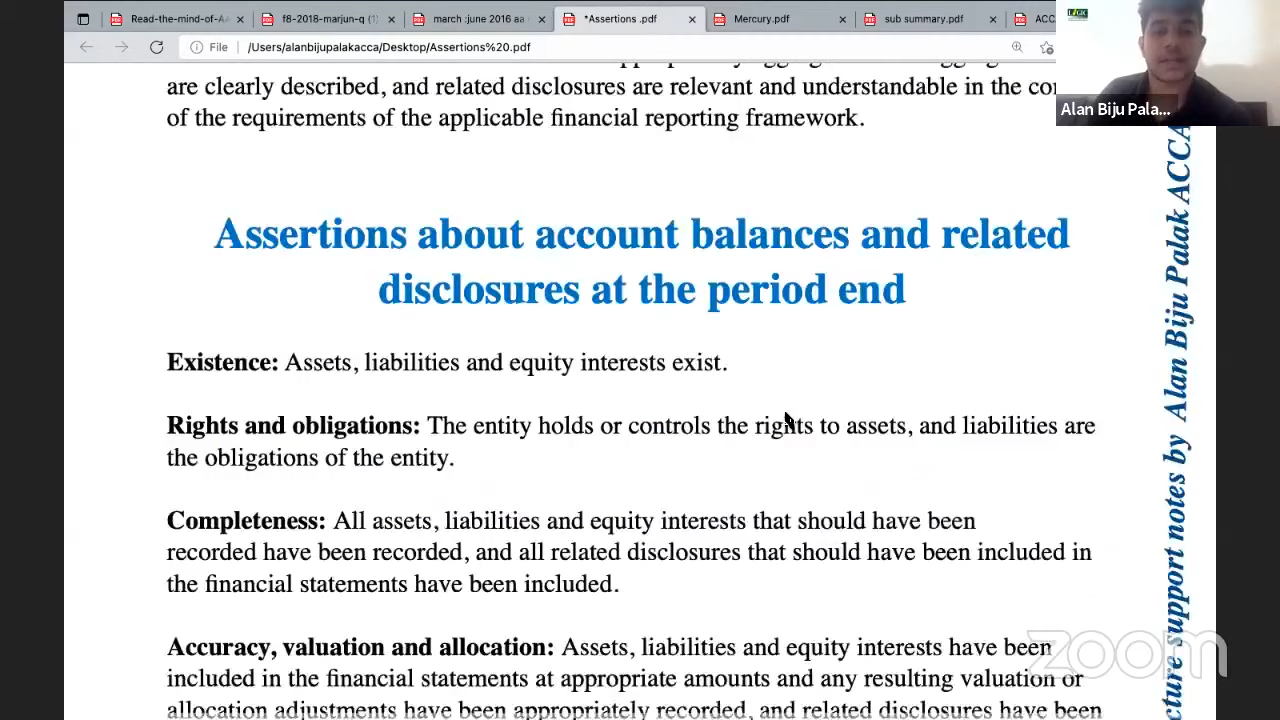 Read-the-mind-of-A
f8-2018-marjun-q (1)
march :june 2016 aa
*Assertions .pdf
Mercury.pdf
sub summary.pdf
ACC
File
/Users/alanbijupalakacca/Desktop/Assertions%20.pdf
LOGIC
Alan Biju Pala...
are clearly described, and related disclosures are relevant and understandable in the co
of the requirements of the applicable financial reporting framework.
Assertions about account balances and related
disclosures at the period end
Existence: Assets, liabilities and equity interests exist.
Rights and obligations: The entity holds or controls the rights to assets, and liabilities are
the obligations of the entity.
Completeness: All assets, liabilities and equity interests that should have been
recorded have been recorded, and all related disclosures that should have been included in
the financial statements have been included.
Accuracy, valuation and allocation: Assets, liabilities and equity interests have been
included in the financial statements at appropriate amounts and any resulting valuation or
allocation adjustments have been appropriately recorded, and related disclosures have been
cture support notes by Alan Biju Palak ACCA
zoom